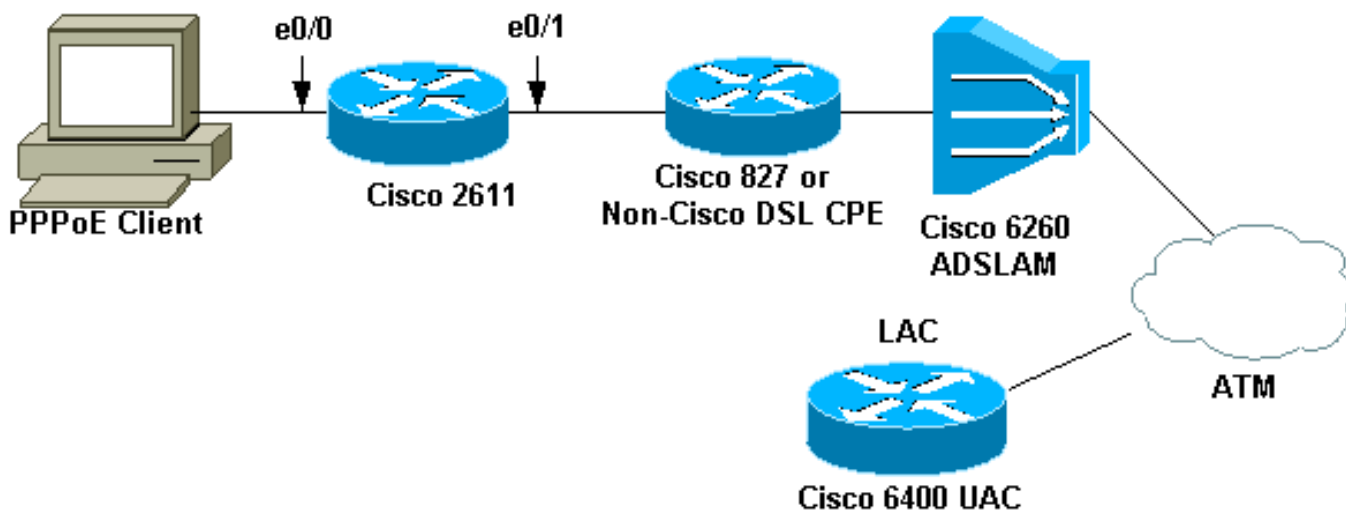 e0/0
e0/1
PPPoE Client
Cisco 2611
Cisco 827 or
Non-Cisco DSL CPE
Cisco 6260
ADSLAM
LAC
ATM
Cisco 6400 UAC